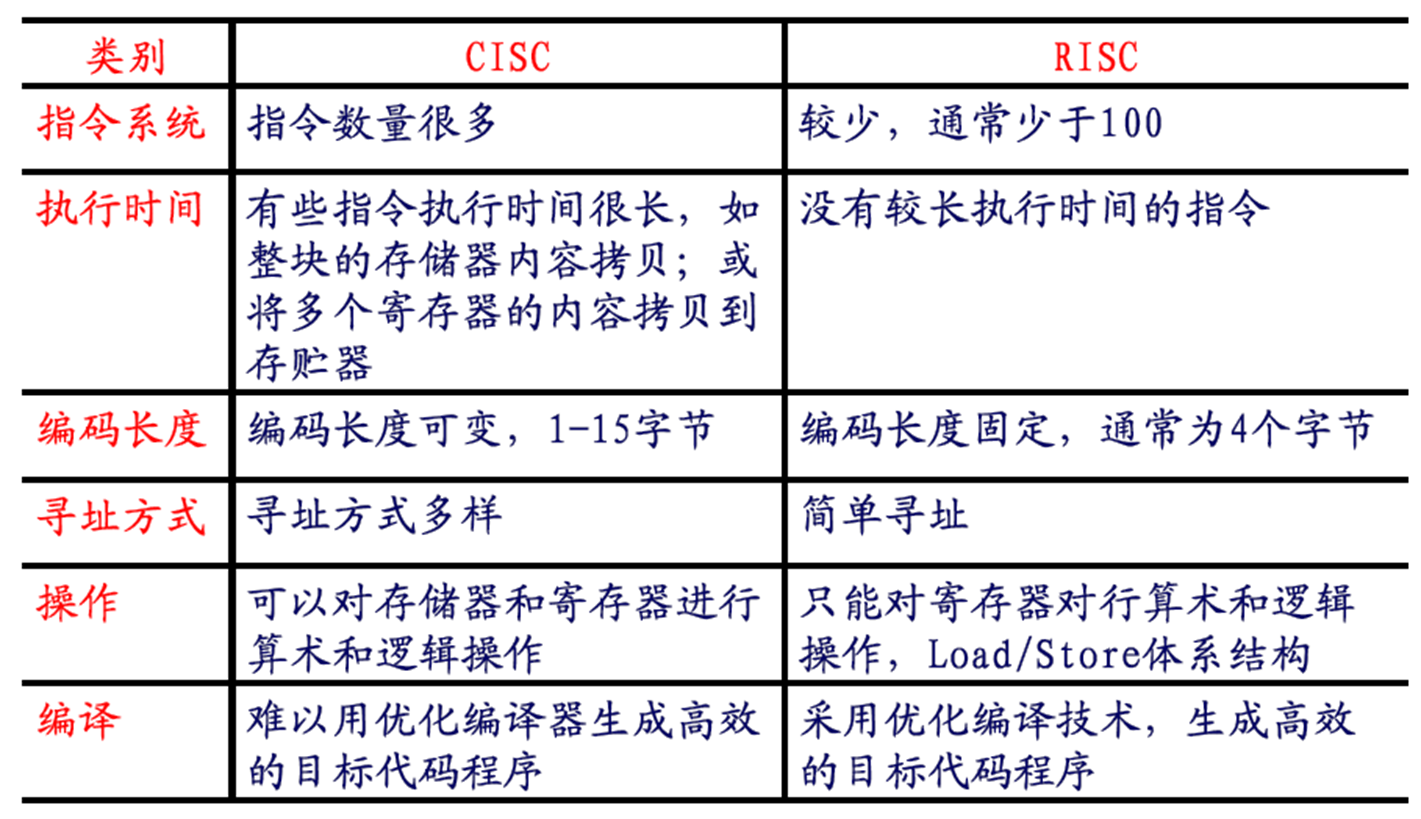 类别 CISC RISC
指令系统 指令数量很多 较少，通常少于100
执行时间 有些指令执行时间很长，如 没有较长执行时间的指令
整块的存储器内容拷贝；或
将多个寄存器的内容拷贝到
存贮器
编码长度 编码长度可变，1-15字节 编码长度固定，通常为4个字节
寻址方式 寻址方式多样 简单寻址
操作 可以对存储器和寄存器进行 只能对寄存器对行算术和逻辑
算术和逻辑操作 操作，Load/Store体系结构
编译 难以用优化编译器生成高效 采用优化编译技术，生成高效
的目标代码程序 的目标代码程序